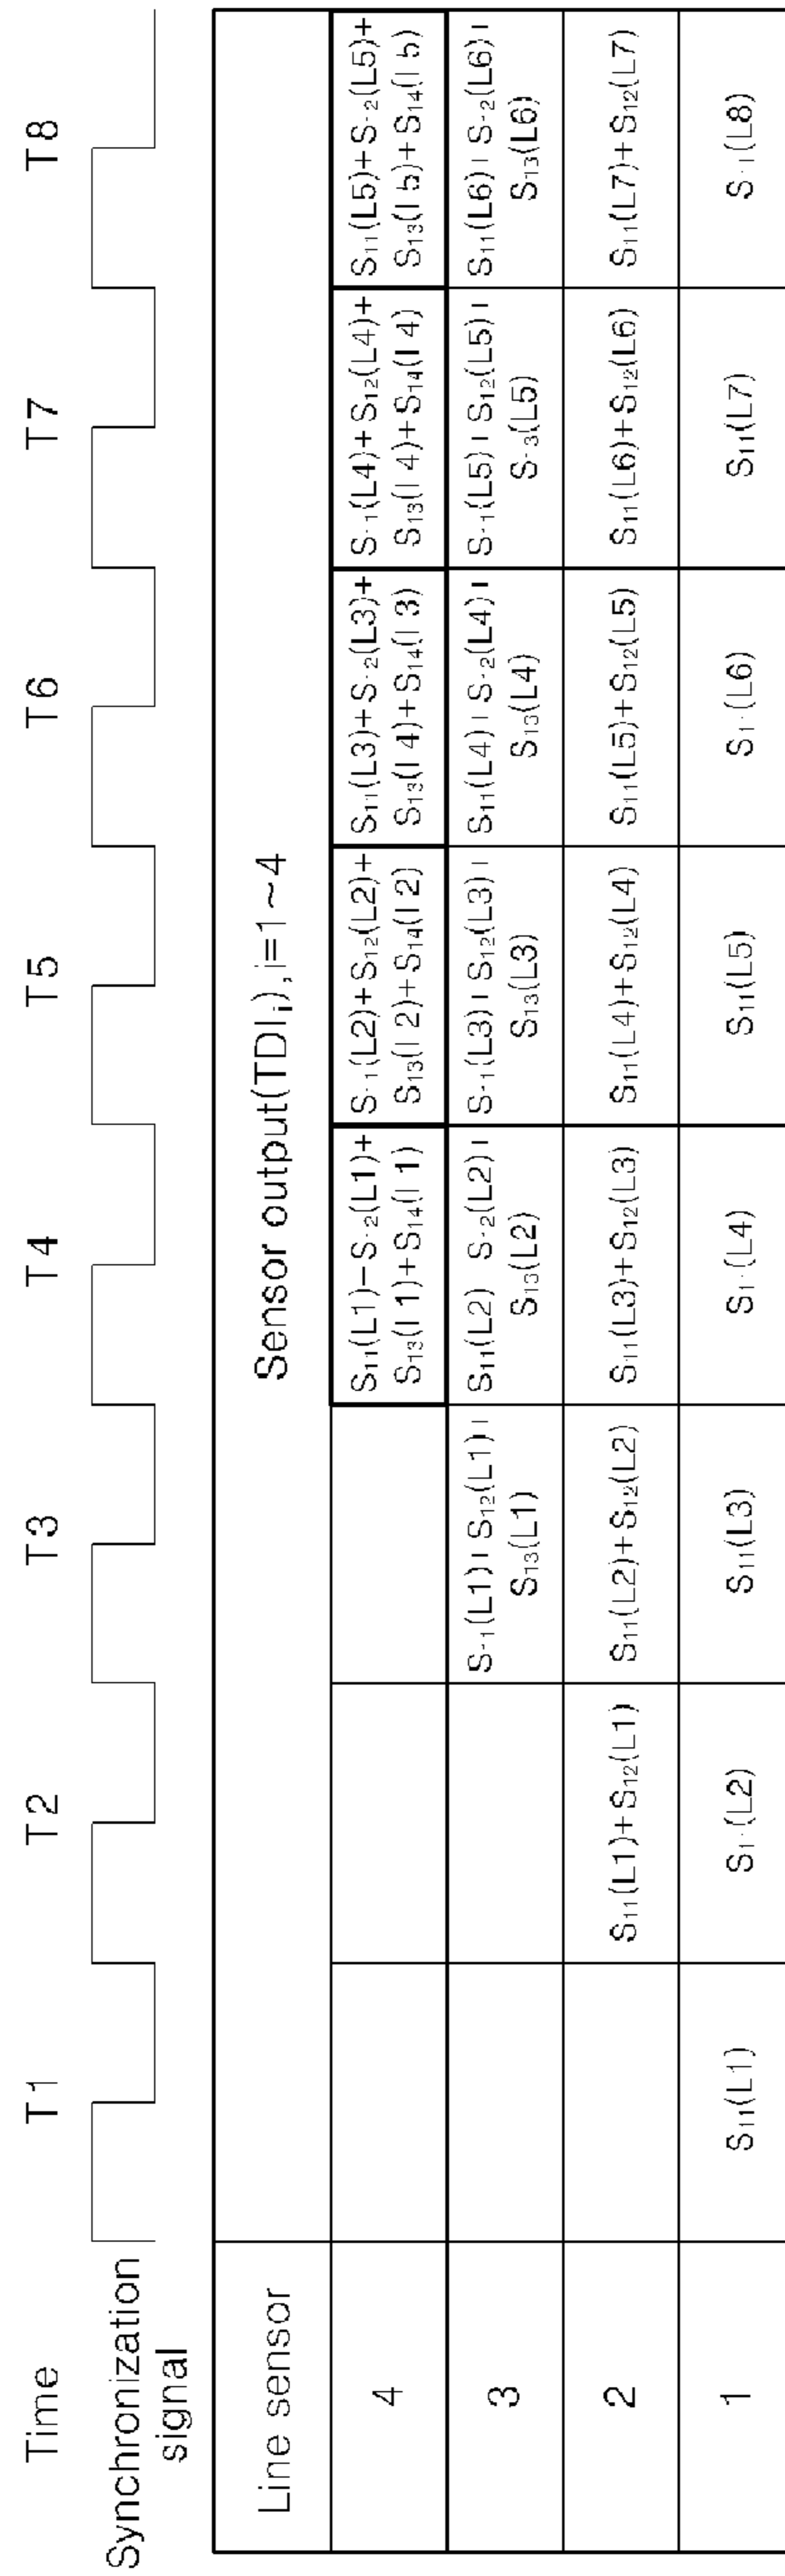 Time T1 T2 T3 T4 T5 T6 T7 T8
Synchronization
signal
Line sensor
Sensor output(TDIᵢ),i=1~4
4
S₁₁(L1)−S₁₂(L1)+
S₁₃(L1)+S₁₄(L1)
S₁₁(L2)+S₁₂(L2)+
S₁₃(L2)+S₁₄(L2)
S₁₁(L3)+S₁₂(L3)+
S₁₃(L4)+S₁₄(L3)
S₁₁(L4)+S₁₂(L4)+
S₁₃(L4)+S₁₄(L4)
S₁₁(L5)+S₁₂(L5)+
S₁₃(L5)+S₁₄(L5)
3
S₁₁(L1)+S₁₂(L1)+
S₁₃(L1)
S₁₁(L2) S₁₂(L2)+
S₁₃(L2)
S₁₁(L3)+S₁₂(L3)+
S₁₃(L3)
S₁₁(L4)+S₁₂(L4)+
S₁₃(L4)
S₁₁(L5)+S₁₂(L5)+
S₁₃(L5)
S₁₁(L6)+S₁₂(L6)+
S₁₃(L6)
2
S₁₁(L1)+S₁₂(L1)
S₁₁(L2)+S₁₂(L2)
S₁₁(L3)+S₁₂(L3)
S₁₁(L4)+S₁₂(L4)
S₁₁(L5)+S₁₂(L5)
S₁₁(L6)+S₁₂(L6)
S₁₁(L7)+S₁₂(L7)
1
S₁₁(L1)
S₁₁(L2)
S₁₁(L3)
S₁₁(L4)
S₁₁(L5)
S₁₁(L6)
S₁₁(L7)
S₁₁(L8)